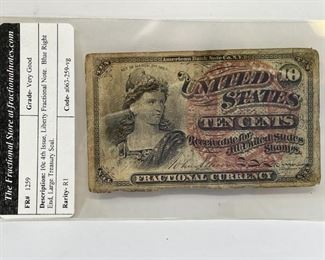 The Fractional Store at fractionalnotes.com
FR# 1259
Grade- Very Good
Code- a067-259-vg
Description: 10c 4th Issue, Liberty Fractional Note. Blue Right
End, Large Treasury Seal.
Rarity- R1
American Bank Note Co. N.Y.
10
UNITED STATES
TEN CENTS
Receivable for
All United States
Stamps.
FRACTIONAL CURRENCY